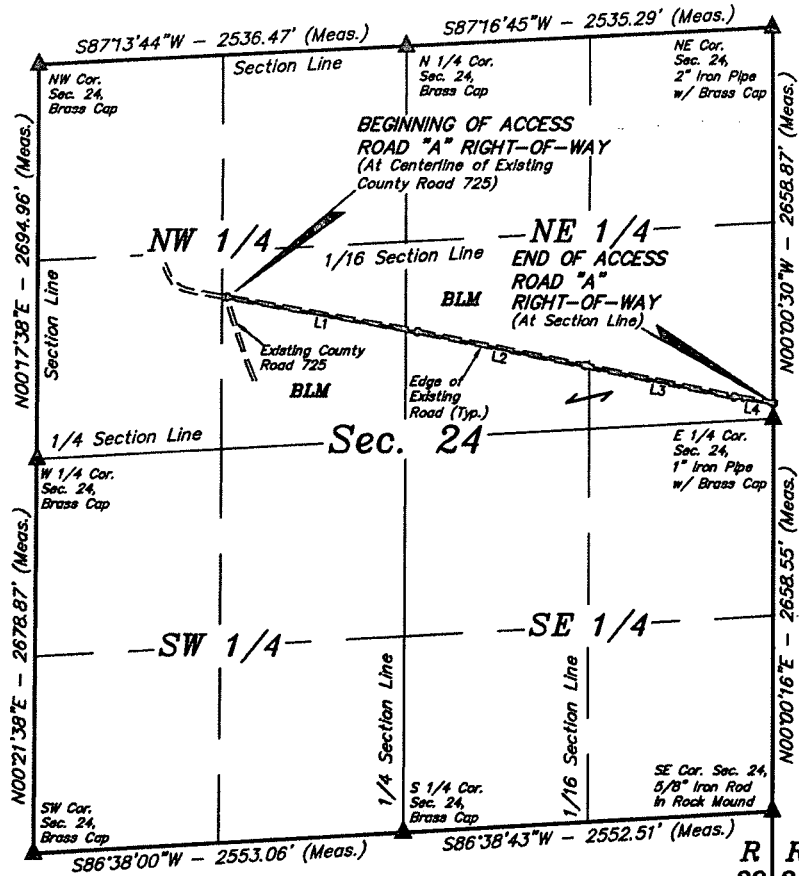 S87°13'44"W - 2536.47' (Meas.)
S87°16'45"W - 2535.29' (Meas.)
Section Line
NW Cor.
Sec. 24,
Brass Cap
N 1/4 Cor.
Sec. 24,
Brass Cap
NE Cor.
Sec. 24,
2" Iron Pipe
w/ Brass Cap
BEGINNING OF ACCESS
ROAD "A" RIGHT-OF-WAY
(At Centerline of Existing
County Road 725)
N00°17'38"E - 2694.96' (Meas.)
Section Line
N00°00'30"W - 2658.87' (Meas.)
NW 1/4
1/16 Section Line
NE 1/4
END OF ACCESS
ROAD "A"
RIGHT-OF-WAY
(At Section Line)
BLM
L1
L2
L3
L4
Existing County
Road 725
BLM
Edge of
Existing
Road (Typ.)
1/4 Section Line
Sec. 24
W 1/4 Cor.
Sec. 24,
Brass Cap
E 1/4 Cor.
Sec. 24,
1" Iron Pipe
w/ Brass Cap
N00°21'38"E - 2678.87' (Meas.)
SW 1/4
SE 1/4
1/4 Section Line
1/16 Section Line
N00°00'16"E - 2658.55' (Meas.)
SW Cor.
Sec. 24,
Brass Cap
S 1/4 Cor.
Sec. 24,
Brass Cap
SE Cor. Sec. 24,
5/8" Iron Rod
In Rock Mound
S86°38'00"W - 2553.06' (Meas.)
S86°38'43"W - 2552.51' (Meas.)
R